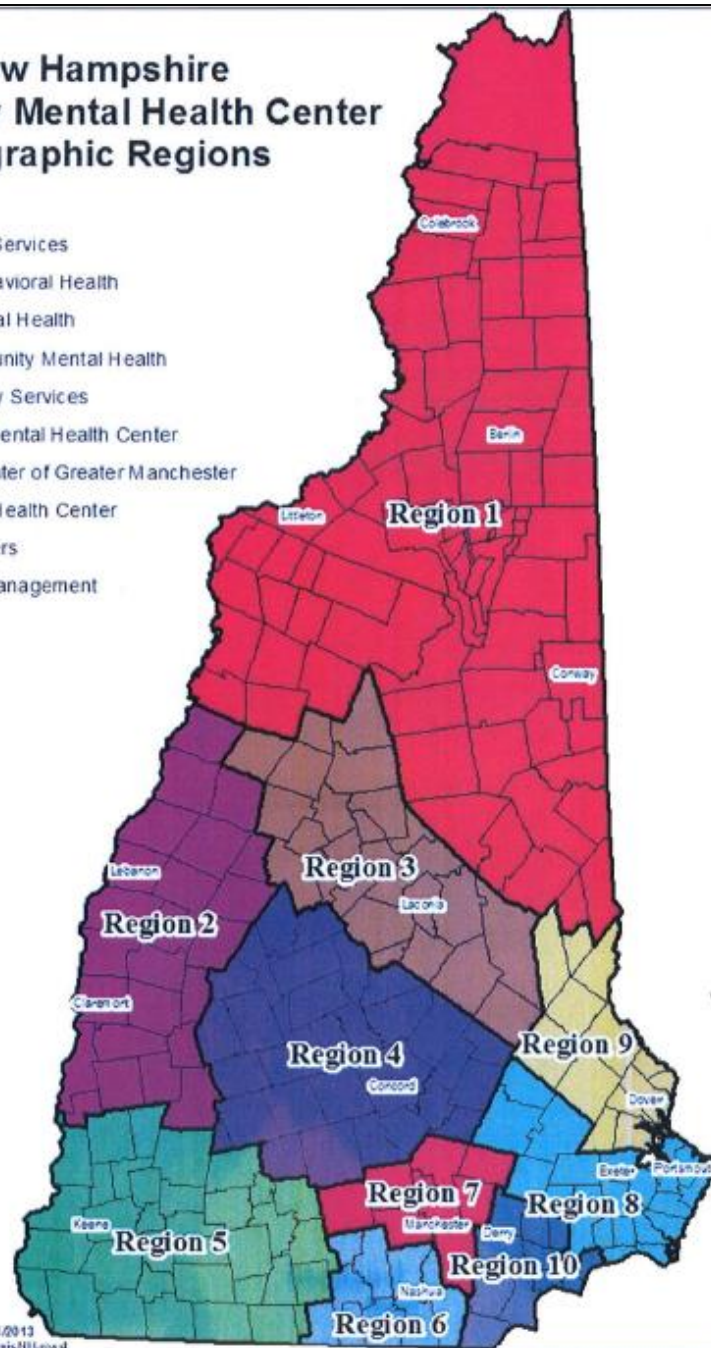 w Hampshire
Mental Health Center
graphic Regions
Services
avioral Health
al Health
unity Mental Health
Services
ental Health Center
ter of Greater Manchester
Health Center
rs
anagement
Colebrook
Berlin
Littleton
Region 1
Conway
Region 3
Lebanon
Laconia
Region 2
Claremont
Region 4
Region 9
Concord
Dover
Exeter
Portsmout
Region 7
Region 8
Keene
Manchester
Derry
Region 5
Region 10
Nashua
Region 6
/2013